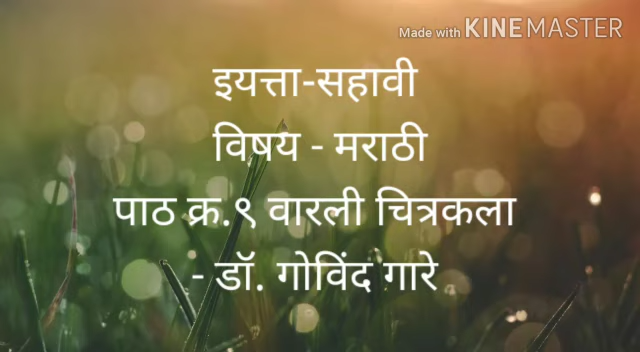 Made with KINEMASTER
इयत्ता-सहावी
विषय - मराठी
पाठ क्र.९ वारली चित्रकला
- डॉ. गोविंद गारे